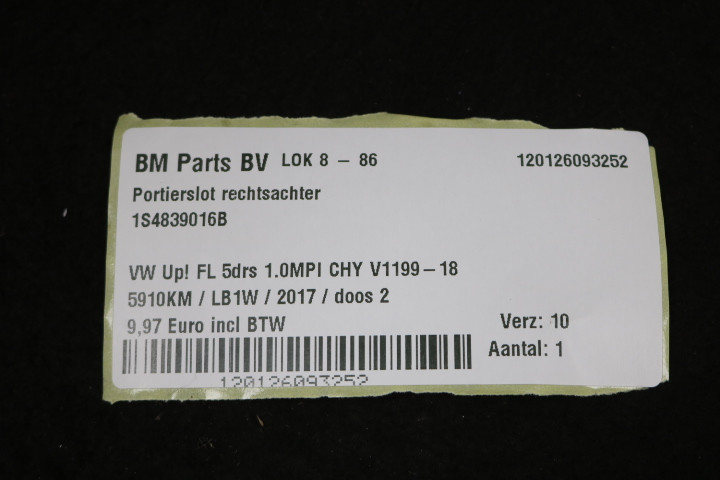 BM Parts BV LOK 8 - 86 120126093252
Portierslot rechtsachter
1S4839016B
VW Up! FL 5drs 1.0MPI CHY V1199-18
5910KM / LB1W / 2017 / doos 2
9,97 Euro incl BTW Verz: 10
Aantal: 1
120126093252